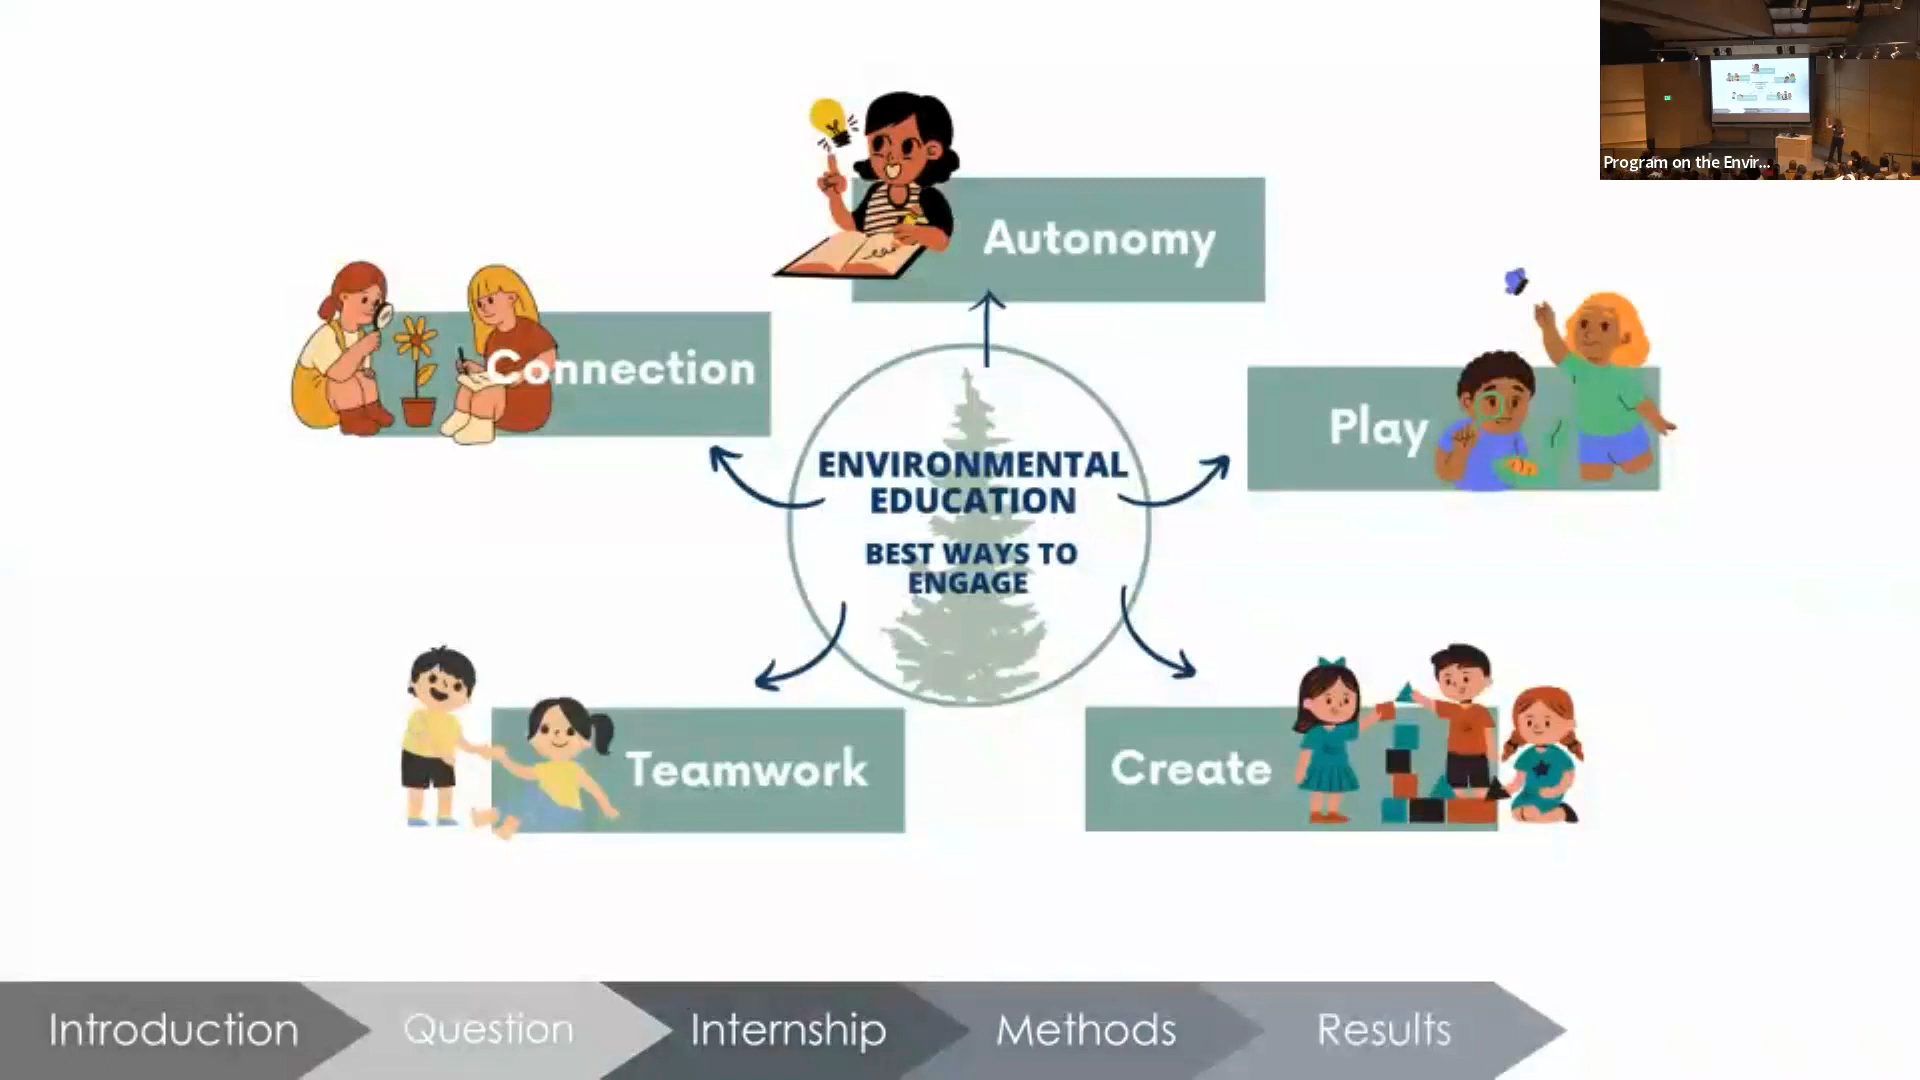 Program on the Envir...
Autonomy
Connection
Play
ENVIRONMENTAL
EDUCATION
BEST WAYS TO
ENGAGE
Teamwork
Create
Introduction
Question
Internship
Methods
Results